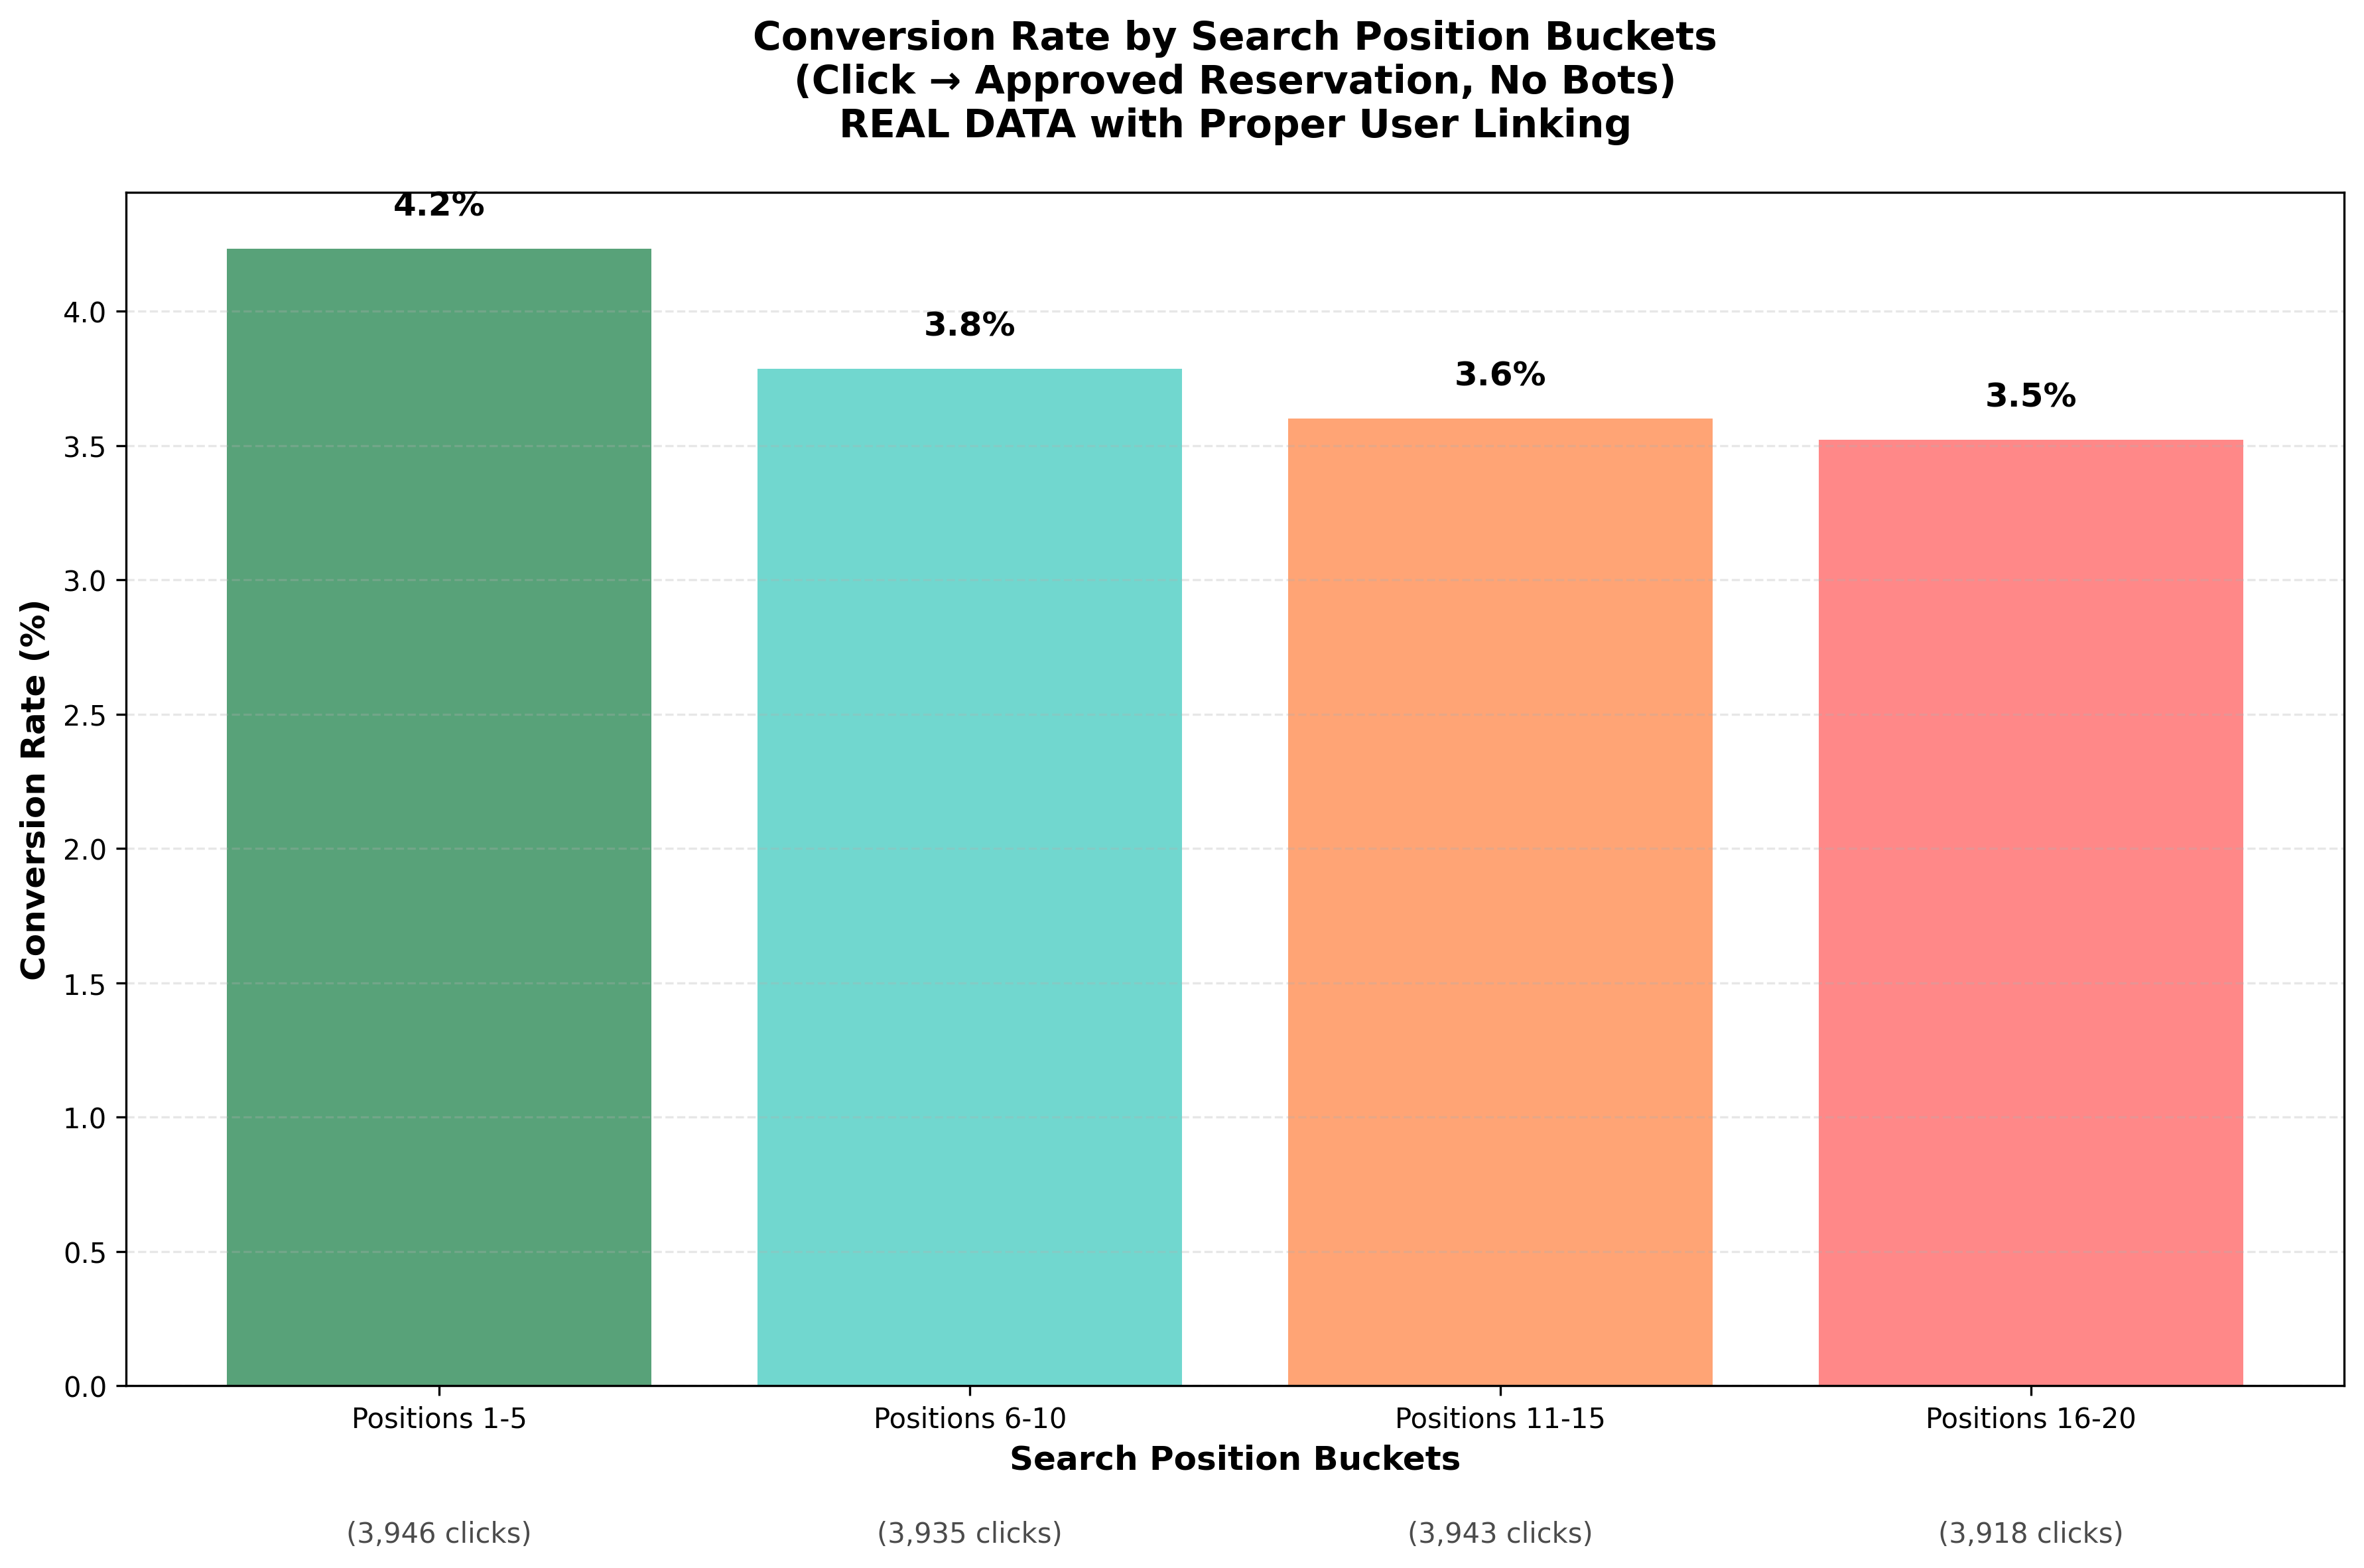 Conversion Rate by Search Position Buckets
(Click → Approved Reservation, No Bots)
REAL DATA with Proper User Linking
4.2%
3.8%
3.6%
3.5%
Conversion Rate (%)
4.0
3.5
3.0
2.5
2.0
1.5
1.0
0.5
0.0
Positions 1-5
Positions 6-10
Positions 11-15
Positions 16-20
Search Position Buckets
(3,946 clicks)
(3,935 clicks)
(3,943 clicks)
(3,918 clicks)